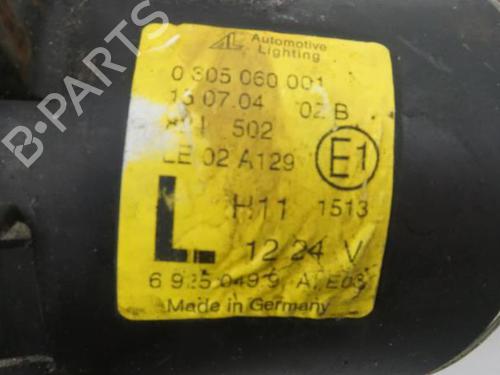 AL Automotive
Lighting
0 305 060 001
13 07.04 02 B
502
LE 02 A129 E1
H11 1513
L
12 24 V
Made in Germany
B-PARTS